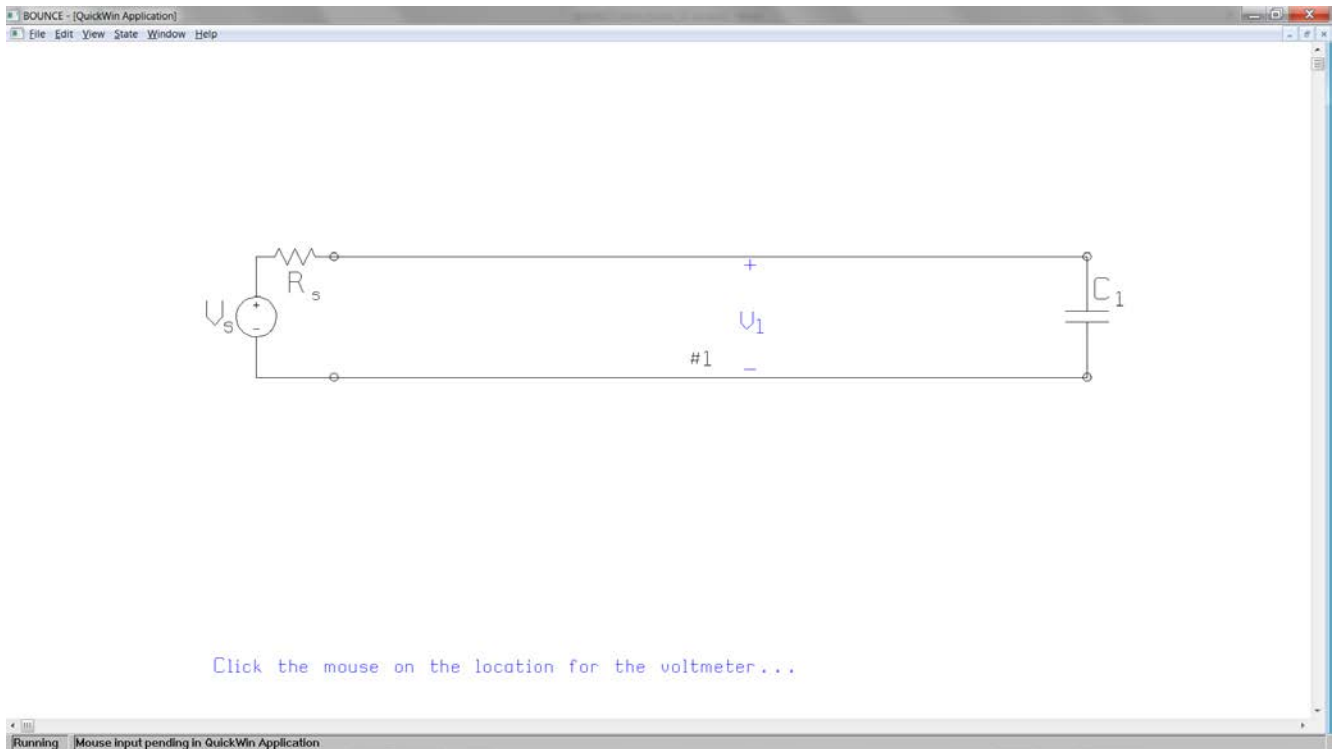 BOUNCE - [QuickWin Application]
File Edit View State Window Help
+
Rs
C1
Vs
+
−
V1
#1
−
Click the mouse on the location for the voltmeter...
Running Mouse input pending in QuickWin Application